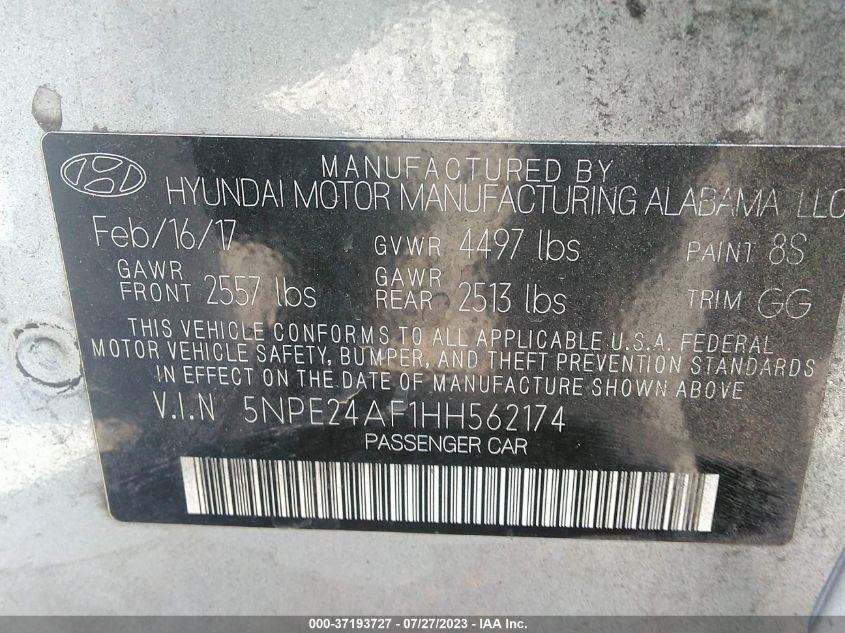 MANUFACTURED BY
HYUNDAI MOTOR MANUFACTURING ALABAMA LLC
Feb/16/17 GVWR 4497 lbs PAINT 8S
GAWR FRONT 2557 lbs GAWR REAR 2513 lbs TRIM GG
THIS VEHICLE CONFORMS TO ALL APPLICABLE U.S.A. FEDERAL
MOTOR VEHICLE SAFETY, BUMPER, AND THEFT PREVENTION STANDARDS
IN EFFECT ON THE DATE OF MANUFACTURE SHOWN ABOVE
V.I.N 5NPE24AF1HH562174
PASSENGER CAR
000-37193727 - 07/27/2023 - IAA Inc.